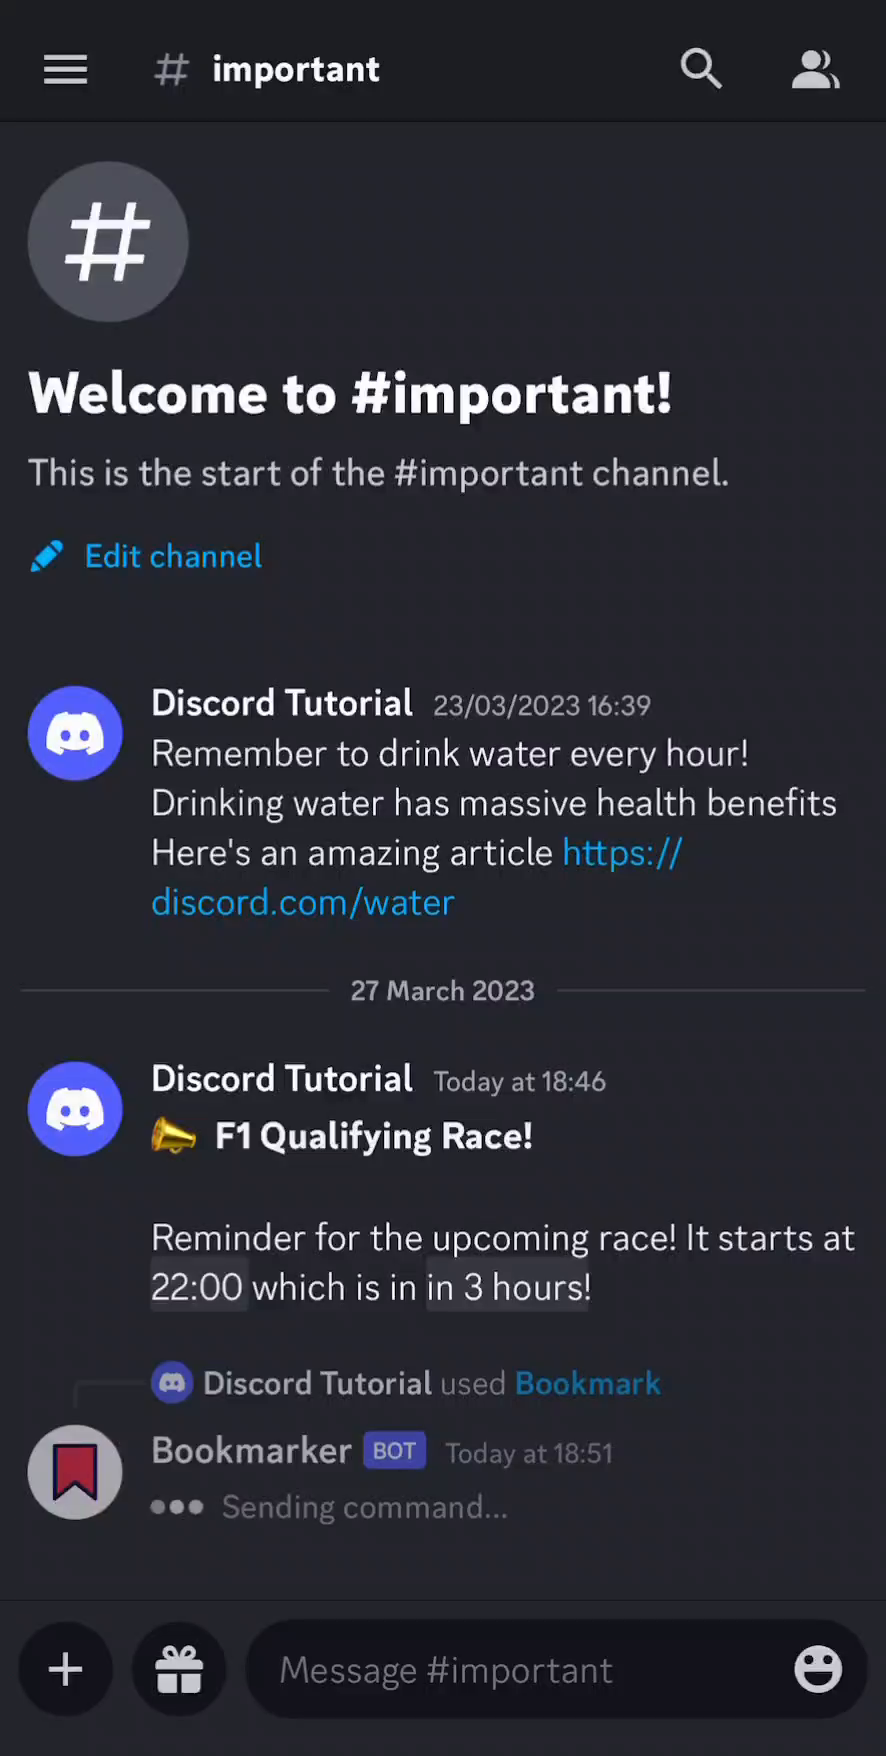 # important
#
Welcome to #important!
This is the start of the #important channel.
Edit channel
Discord Tutorial 23/03/2023 16:39
Remember to drink water every hour!
Drinking water has massive health benefits
Here's an amazing article https://
discord.com/water
27 March 2023
Discord Tutorial Today at 18:46
F1 Qualifying Race!
Reminder for the upcoming race! It starts at
22:00 which is in in 3 hours!
Discord Tutorial used Bookmark
Bookmarker BOT Today at 18:51
Sending command...
Message #important